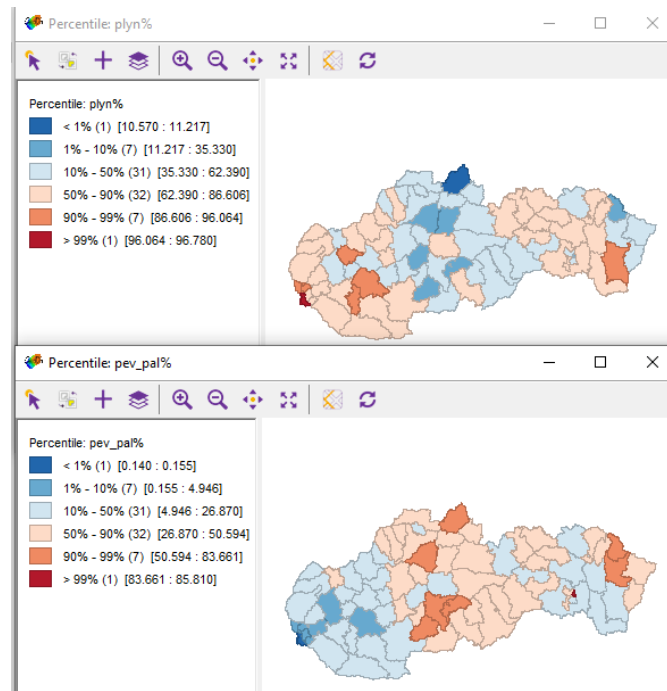 Percentile: plyn%
Percentile: plyn%
< 1% (1) [10.570 : 11.217]
1% - 10% (7) [11.217 : 35.330]
10% - 50% (31) [35.330 : 62.390]
50% - 90% (32) [62.390 : 86.606]
90% - 99% (7) [86.606 : 96.064]
> 99% (1) [96.064 : 96.780]
Percentile: pev_pal%
Percentile: pev_pal%
< 1% (1) [0.140 : 0.155]
1% - 10% (7) [0.155 : 4.946]
10% - 50% (31) [4.946 : 26.870]
50% - 90% (32) [26.870 : 50.594]
90% - 99% (7) [50.594 : 83.661]
> 99% (1) [83.661 : 85.810]